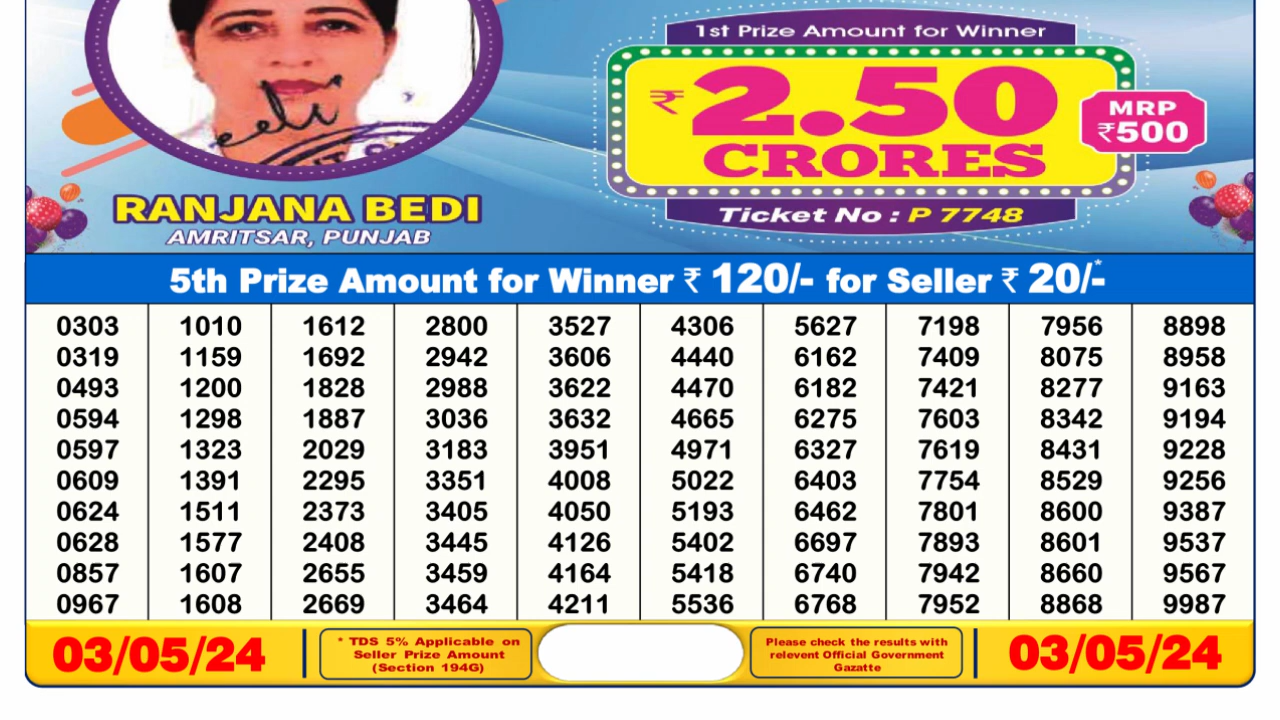 1st Prize Amount for Winner
₹2.50
CRORES
MRP
₹500
Ticket No : P 7748
RANJANA BEDI
AMRITSAR, PUNJAB
5th Prize Amount for Winner ₹ 120/- for Seller ₹ 20/-*
0303 1010 1612 2800 3527 4306 5627 7198 7956 8898
0319 1159 1692 2942 3606 4440 6162 7409 8075 8958
0493 1200 1828 2988 3622 4470 6182 7421 8277 9163
0594 1298 1887 3036 3632 4665 6275 7603 8342 9194
0597 1323 2029 3183 3951 4971 6327 7619 8431 9228
0609 1391 2295 3351 4008 5022 6403 7754 8529 9256
0624 1511 2373 3405 4050 5193 6462 7801 8600 9387
0628 1577 2408 3445 4126 5402 6697 7893 8601 9537
0857 1607 2655 3459 4164 5418 6740 7942 8660 9567
0967 1608 2669 3464 4211 5536 6768 7952 8868 9987
03/05/24
* TDS 5% Applicable on
Seller Prize Amount
(Section 194G)
Please check the results with
relevent Official Government
Gazatte
03/05/24